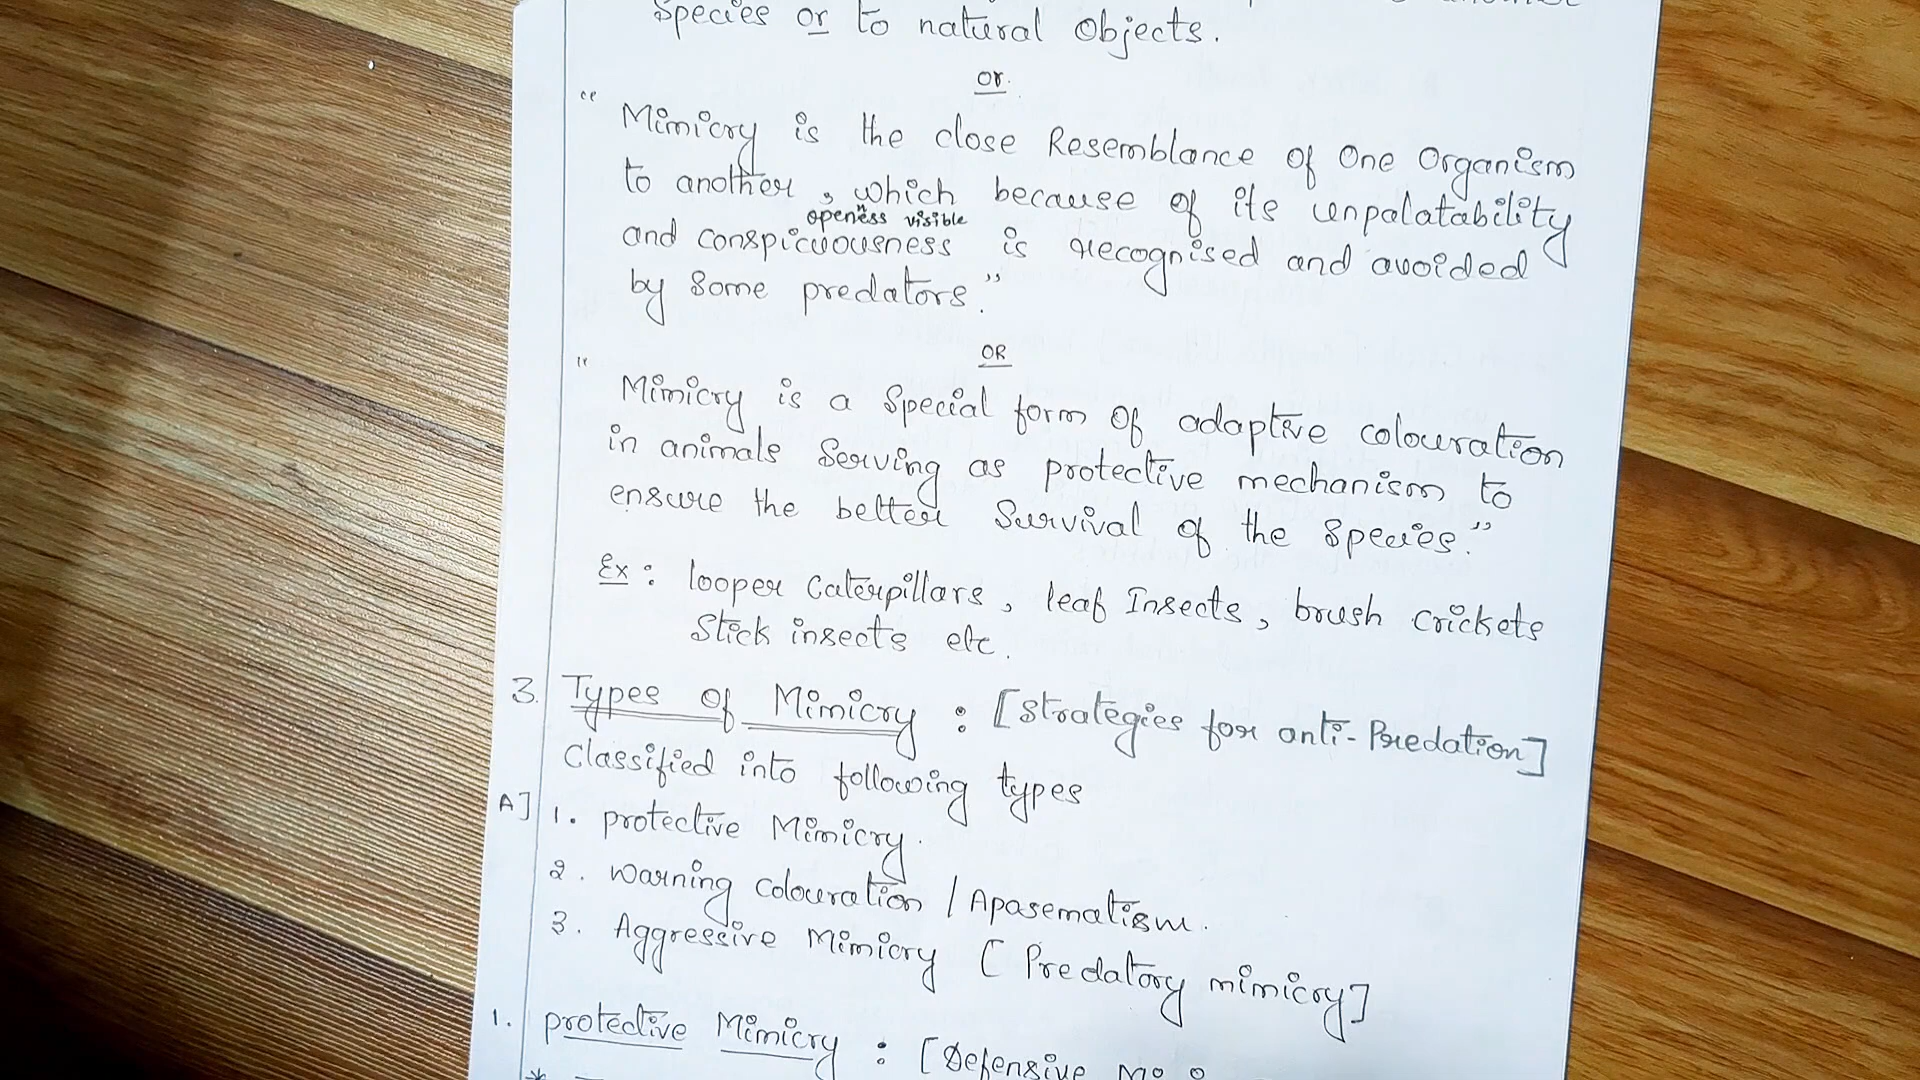 Species or to natural objects.
or
" Mimicry is the close Resemblance of One Organism
to another, which because of its unpalatability
openness visible
and conspicuousness is recognised and avoided
by Some predators."
OR
" Mimicry is a Special form of adaptive colouration
in animals Serving as protective mechanism to
ensure the better Survival of the Species."
Ex : looper Caterpillars, leaf Insects, brush crickets
Stick insects etc.
3. Types of Mimicry : [Strategies for anti-Predation]
Classified into following types
A] 1. protective Mimicry.
2. warning colouration / Apasematism.
3. Aggressive Mimicry [Predatory mimicry]
1. protective Mimicry : [Defensive